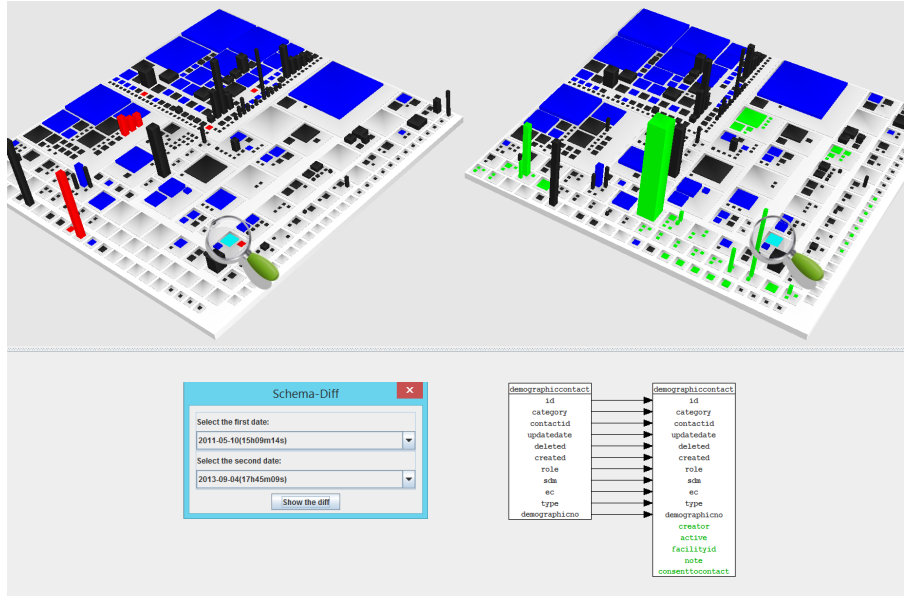 Schema-Diff
×
Select the first date:
2011-05-10(15h09m14s)
Select the second date:
2013-09-04(17h45m09s)
Show the diff
demographiccontact
id
category
contactid
updatedate
deleted
created
role
sdm
ec
type
demographicno
demographiccontact
id
category
contactid
updatedate
deleted
created
role
sdm
ec
type
demographicno
creator
active
facilityid
note
consenttocontact